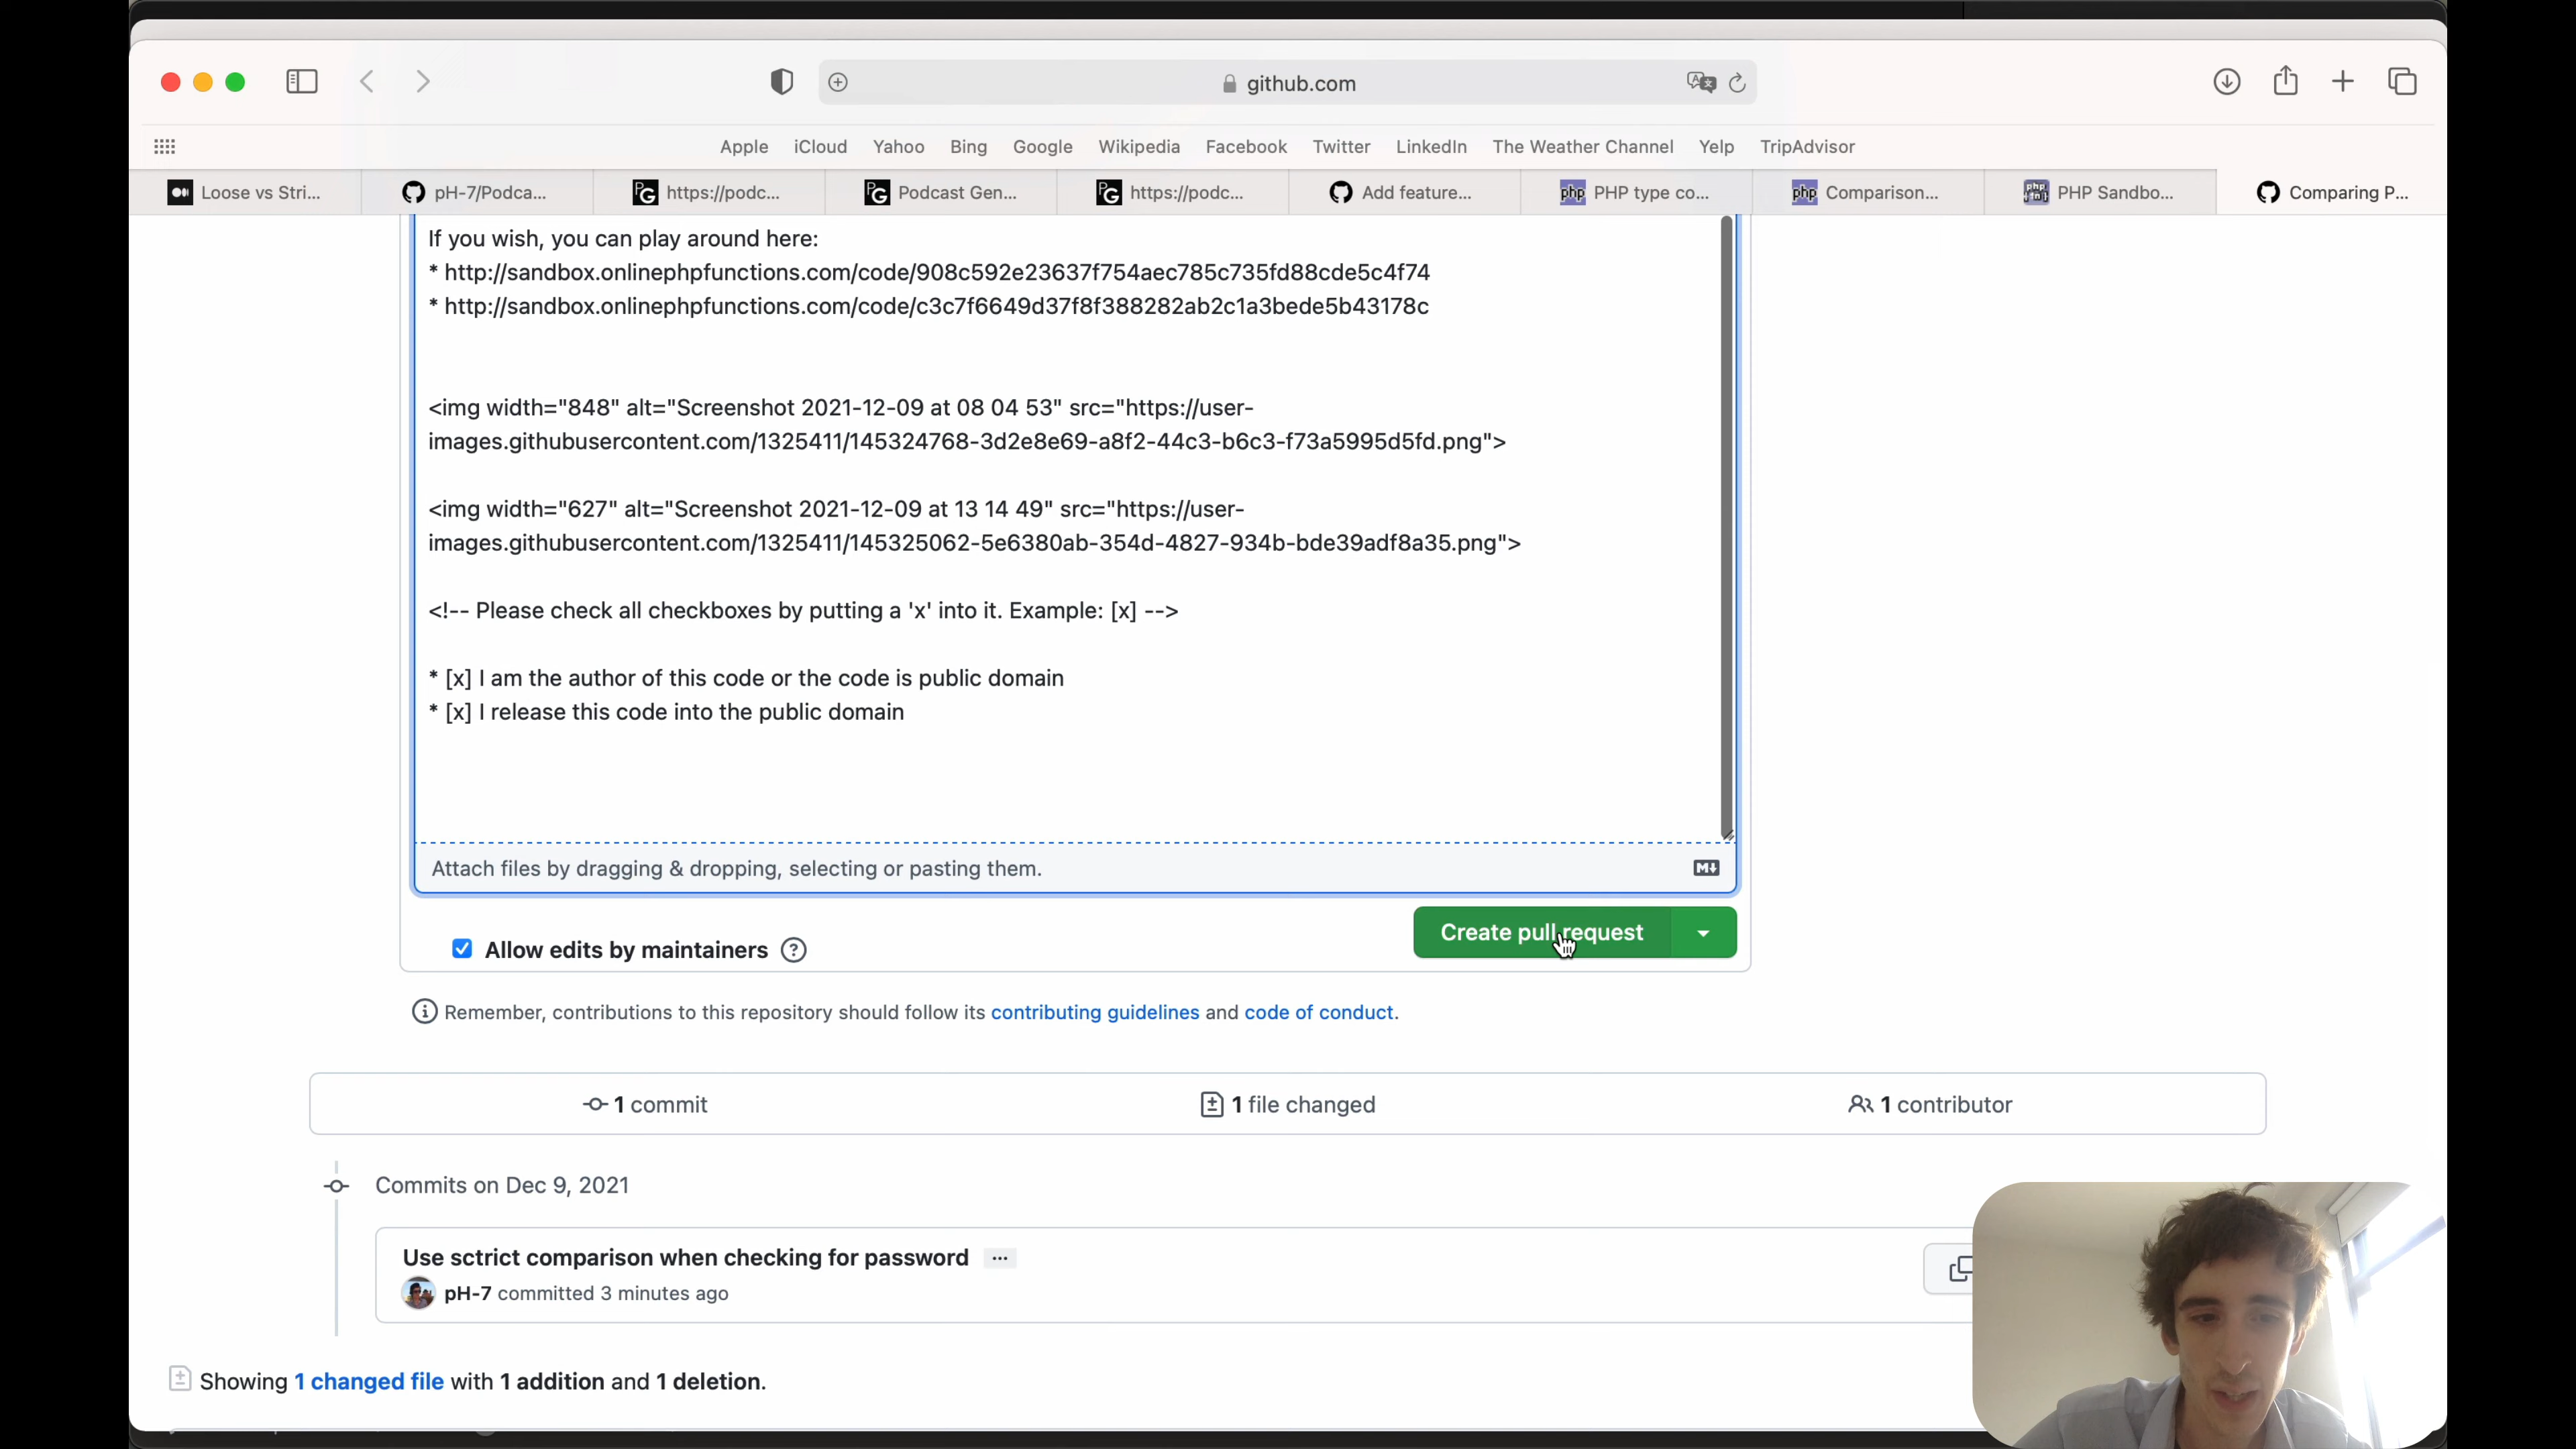 github.com
Apple iCloud Yahoo Bing Google Wikipedia Facebook Twitter LinkedIn The Weather Channel Yelp TripAdvisor
Loose vs Stri... pH-7/Podca... https://podc... Podcast Gen... https://podc... Add feature... PHP type co... Comparison... PHP Sandbo... Comparing P...
If you wish, you can play around here:
* http://sandbox.onlinephpfunctions.com/code/908c592e23637f754aec785c735fd88cde5c4f74
* http://sandbox.onlinephpfunctions.com/code/c3c7f6649d37f8f388282ab2c1a3bede5b43178c
<img width="848" alt="Screenshot 2021-12-09 at 08 04 53" src="https://user-
images.githubusercontent.com/1325411/145324768-3d2e8e69-a8f2-44c3-b6c3-f73a5995d5fd.png">
<img width="627" alt="Screenshot 2021-12-09 at 13 14 49" src="https://user-
images.githubusercontent.com/1325411/145325062-5e6380ab-354d-4827-934b-bde39adf8a35.png">
<!-- Please check all checkboxes by putting a 'x' into it. Example: [x] -->
* [x] I am the author of this code or the code is public domain
* [x] I release this code into the public domain
Attach files by dragging & dropping, selecting or pasting them.
Allow edits by maintainers
Create pull request
Remember, contributions to this repository should follow its contributing guidelines and code of conduct.
1 commit 1 file changed 1 contributor
Commits on Dec 9, 2021
Use sctrict comparison when checking for password ...
pH-7 committed 3 minutes ago
Showing 1 changed file with 1 addition and 1 deletion.